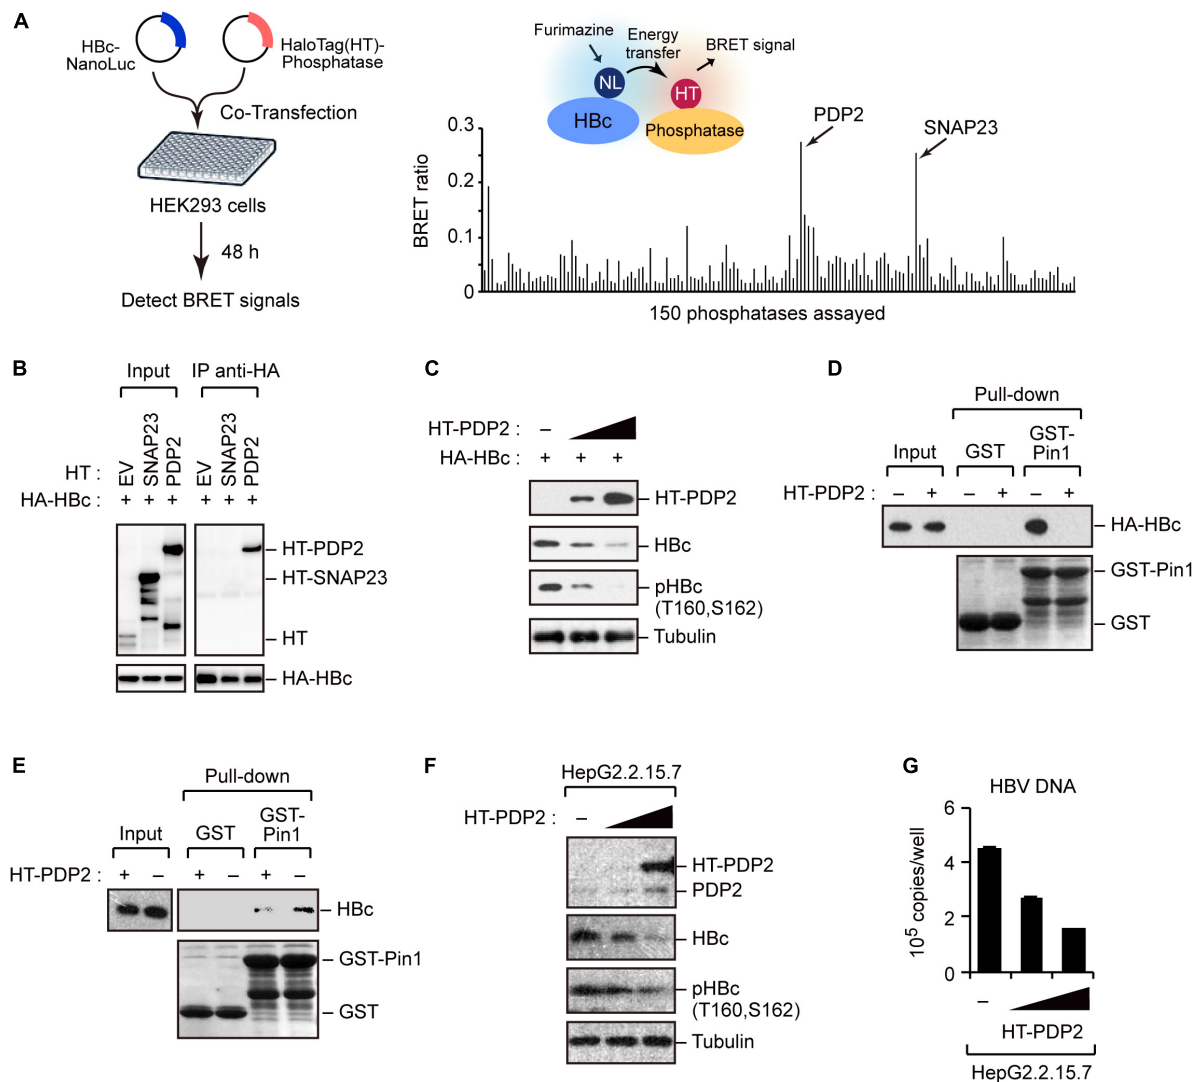 A
HBc-
NanoLuc
HaloTag(HT)-
Phosphatase
Co-Transfection
HEK293 cells
48 h
Detect BRET signals
Furimazine
Energy
transfer
BRET signal
NL
HT
HBc
Phosphatase
PDP2
SNAP23
BRET ratio
0.3
0.2
0.1
0
150 phosphatases assayed
B
Input
IP anti-HA
HT :
EV
SNAP23
PDP2
EV
SNAP23
PDP2
HA-HBc : + + + + + +
HT-PDP2
HT-SNAP23
HT
HA-HBc
C
HT-PDP2 : –
HA-HBc : + + +
HT-PDP2
HBc
pHBc
(T160,S162)
Tubulin
D
Pull-down
Input
GST
GST-
Pin1
HT-PDP2 : – + – + – +
HA-HBc
GST-Pin1
GST
E
Pull-down
Input
GST
GST-
Pin1
HT-PDP2 : + – + – + –
HBc
GST-Pin1
GST
F
HepG2.2.15.7
HT-PDP2 : –
HT-PDP2
PDP2
HBc
pHBc
(T160,S162)
Tubulin
G
HBV DNA
10⁵ copies/well
6
4
2
0
–
HT-PDP2
HepG2.2.15.7